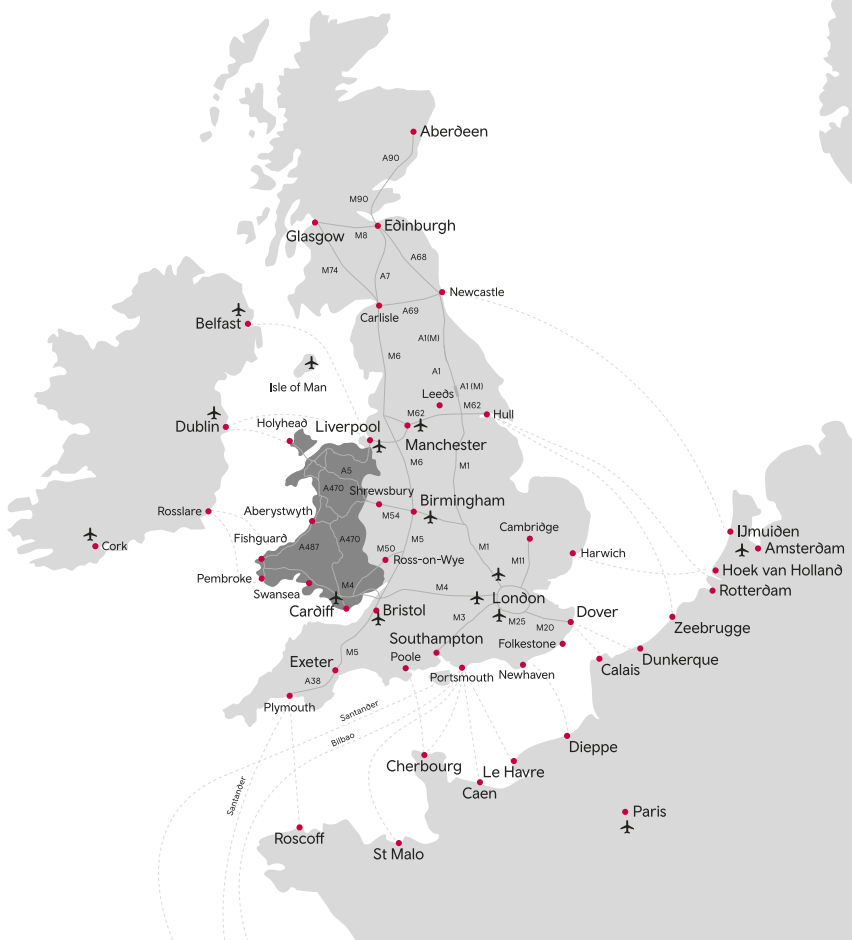 Aberdeen
A90
M90
Edinburgh
Glasgow
M8
A68
M74
A7
Newcastle
A69
Carlisle
Belfast
A1(M)
M6
A1
Isle of Man
A1 (M)
Leeds
M62
M62
Hull
Dublin
Holyhead
Liverpool
Manchester
M6
M1
A5
A470
Shrewsbury
Birmingham
Rosslare
Aberystwyth
M54
Cambridge
IJmuiden
Fishguard
A487
A470
M5
Cork
M50
M1
Harwich
Amsterdam
Ross-on-Wye
M11
Hoek van Holland
Pembroke
M4
M4
Rotterdam
Swansea
London
Cardiff
Bristol
M3
M25
Dover
M20
Zeebrugge
Southampton
Folkestone
M5
Poole
Exeter
Dunkerque
Calais
A38
Portsmouth
Newhaven
Plymouth
Santander
Bilbao
Dieppe
Cherbourg
Le Havre
Santander
Caen
Paris
Roscoff
St Malo